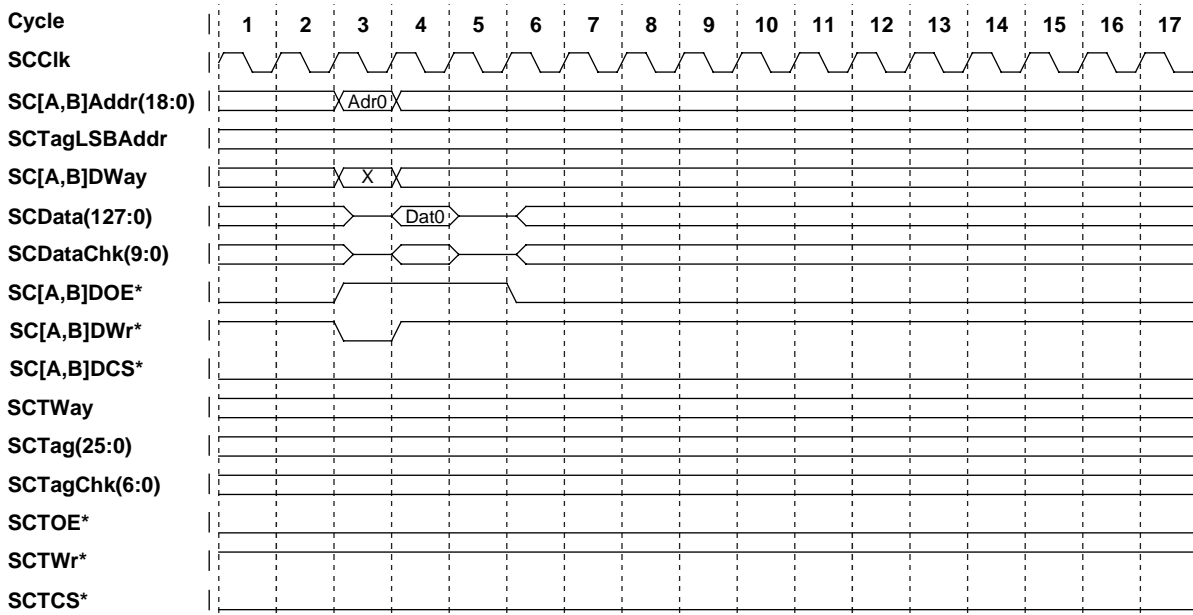 Cycle 1 2 3 4 5 6 7 8 9 10 11 12 13 14 15 16 17
SCClk
SC[A,B]Addr(18:0) Adr0
SCTagLSBAddr
SC[A,B]DWay X
SCData(127:0) Dat0
SCDataChk(9:0)
SC[A,B]DOE*
SC[A,B]DWr*
SC[A,B]DCS*
SCTWay
SCTag(25:0)
SCTagChk(6:0)
SCTOE*
SCTWr*
SCTCS*